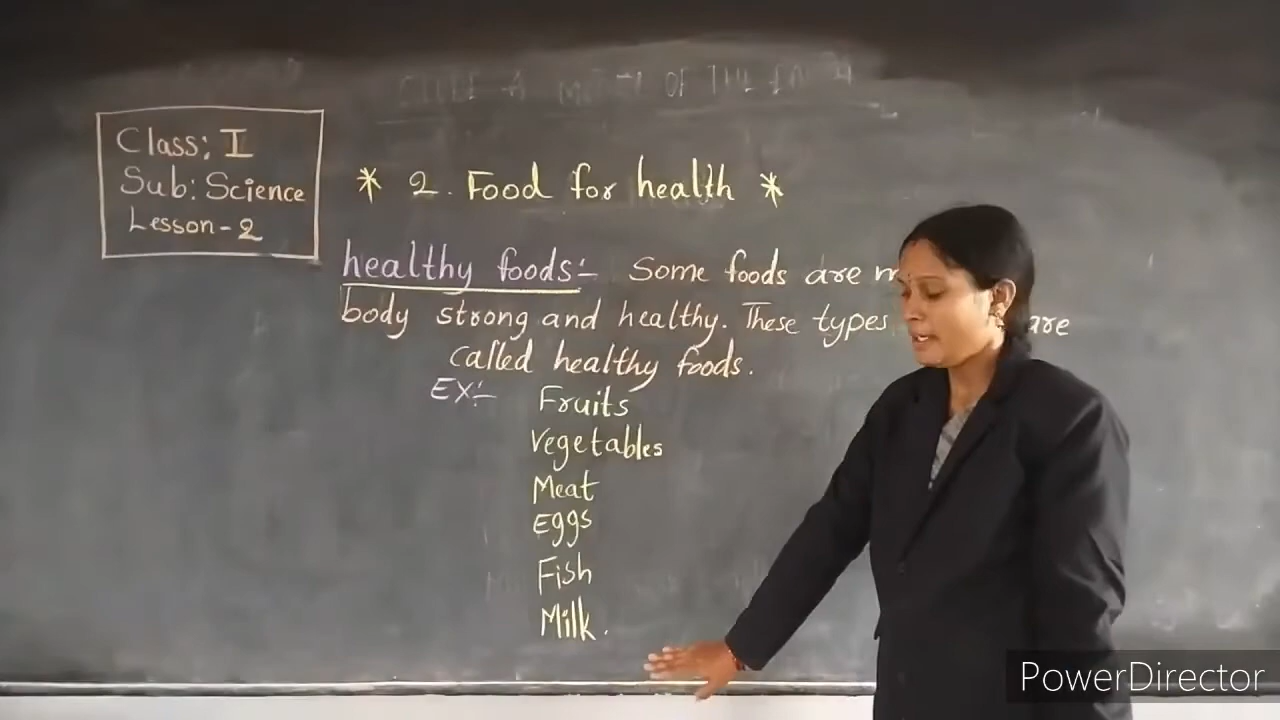 Class: I
Sub: Science
Lesson-2
* 2. Food for health *
healthy foods:- Some foods are
body strong and healthy. These types are
called healthy foods.
EX:- Fruits
Vegetables
Meat
Eggs
Fish
Milk.
PowerDirector